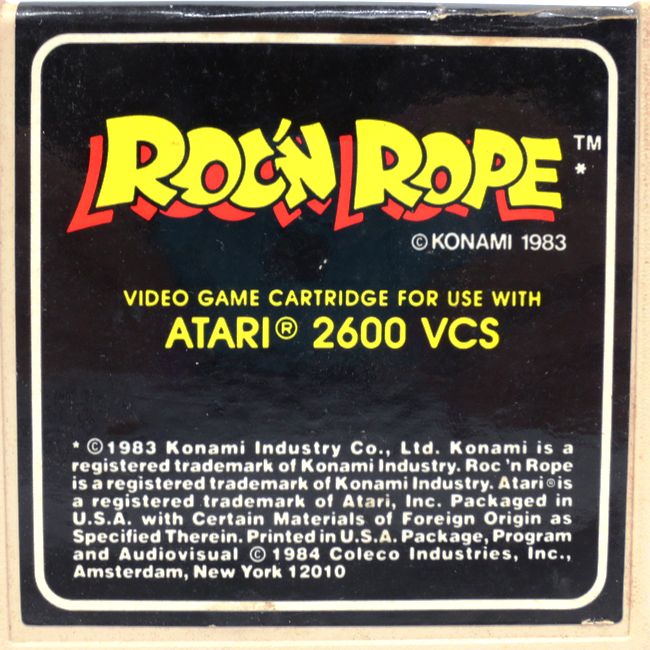 ROC'N ROPE™
*
© KONAMI 1983
VIDEO GAME CARTRIDGE FOR USE WITH
ATARI® 2600 VCS
* ©1983 Konami Industry Co., Ltd. Konami is a
registered trademark of Konami Industry. Roc 'n Rope
is a registered trademark of Konami Industry. Atari® is
a registered trademark of Atari, Inc. Packaged in
U.S.A. with Certain Materials of Foreign Origin as
Specified Therein. Printed in U.S.A. Package, Program
and Audiovisual © 1984 Coleco Industries, Inc.,
Amsterdam, New York 12010